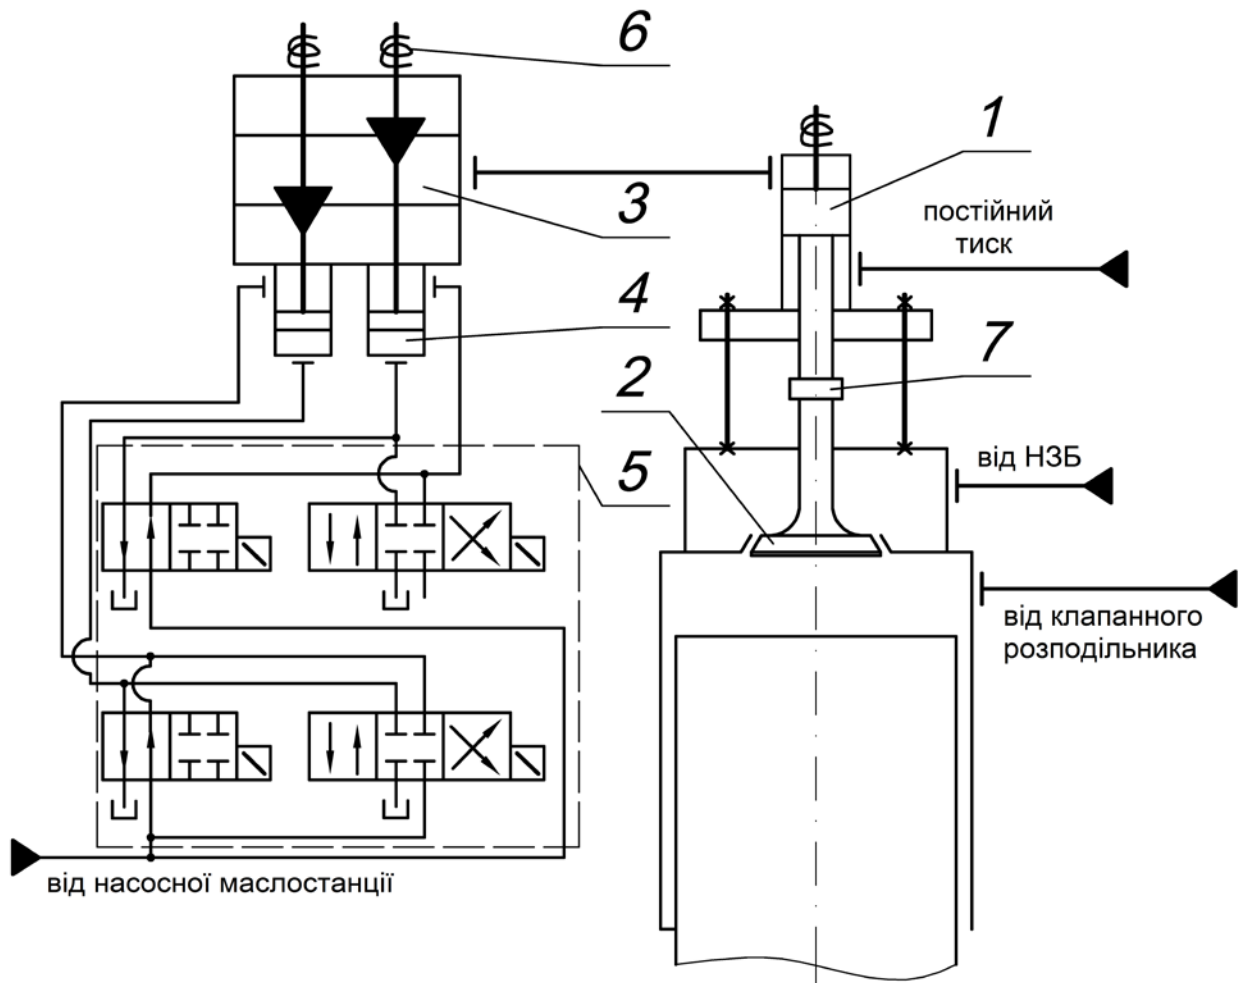 6
1
3
постійний
тиск
4
7
2
5
від НЗБ
від клапанного
розподільника
від насосної маслостанції